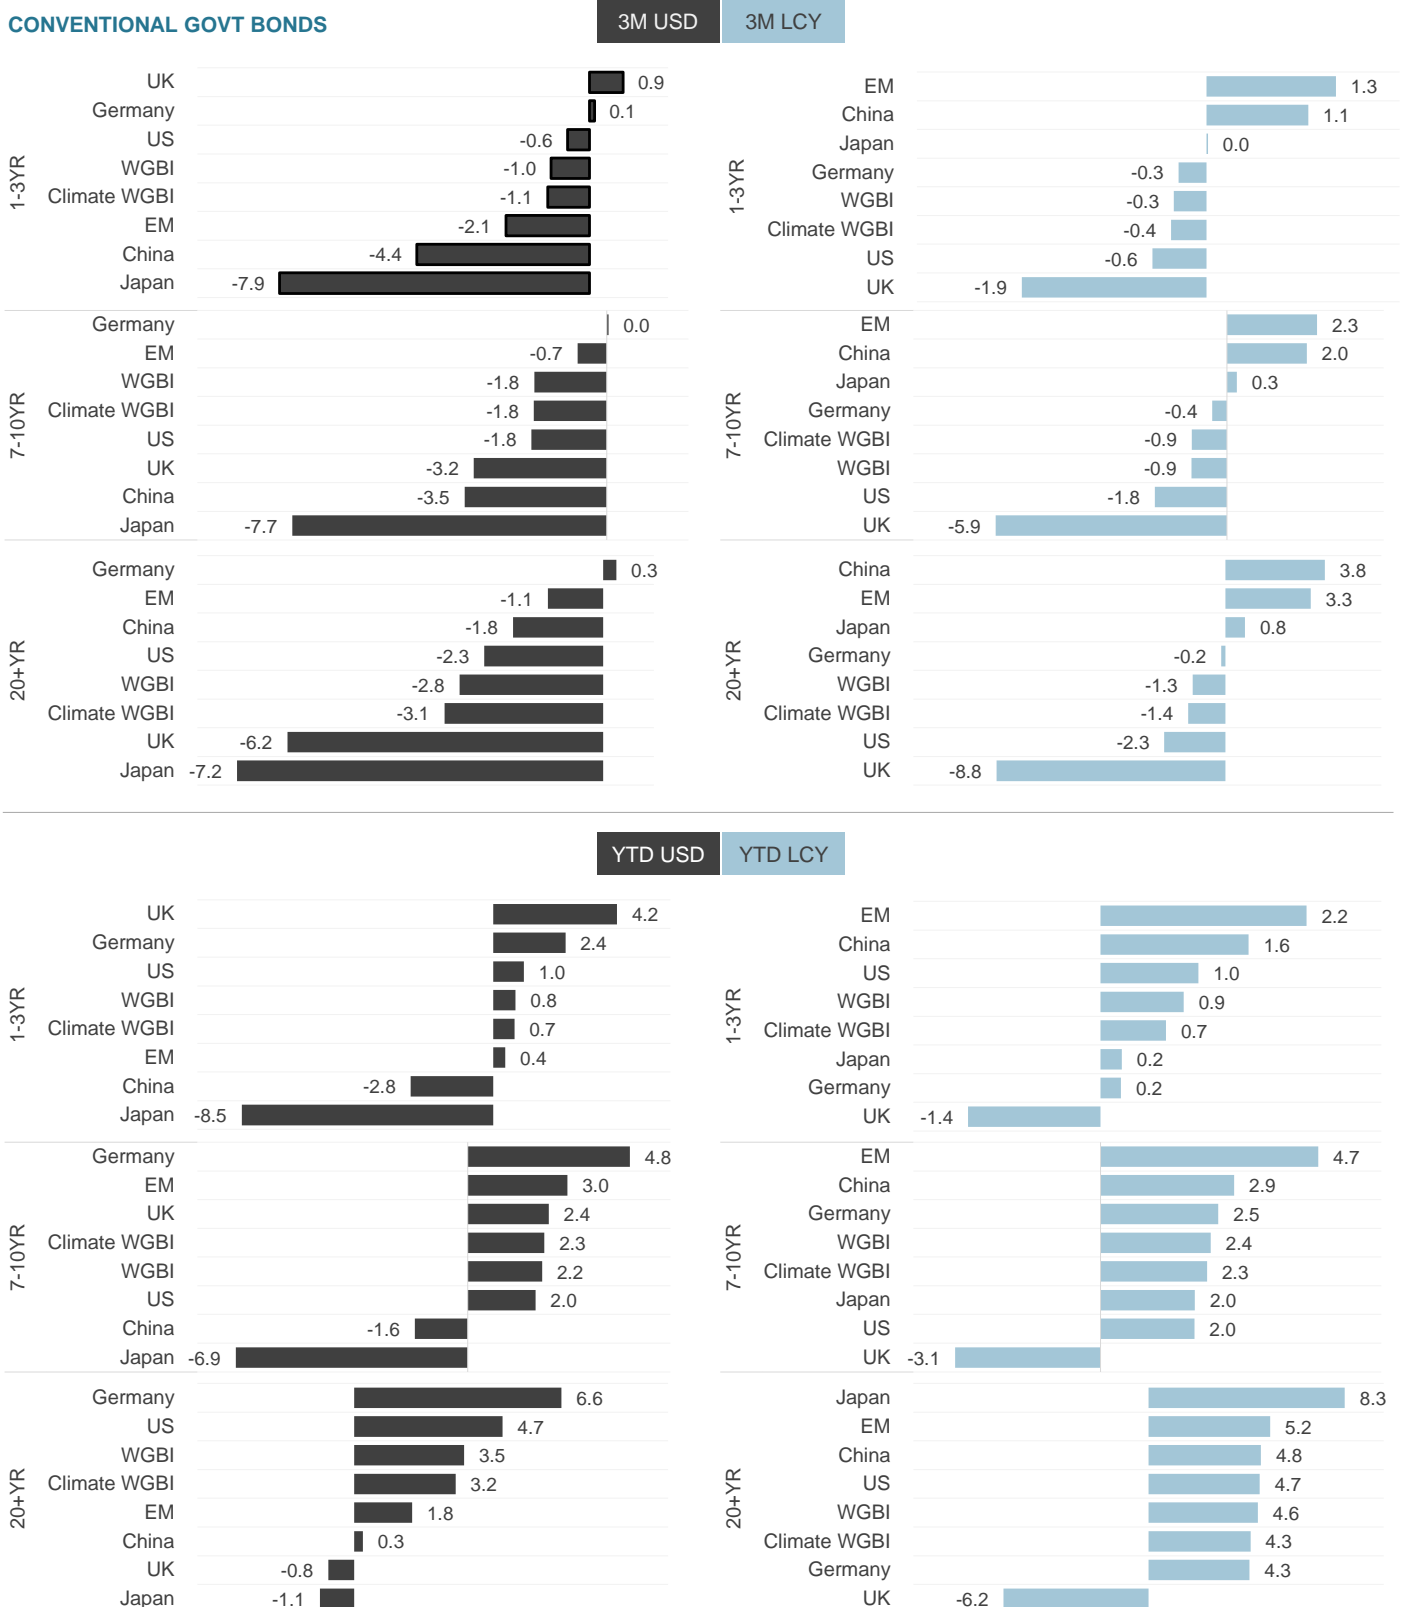 CONVENTIONAL GOVT BONDS
3M USD 3M LCY
1-3YR
UK 0.9
Germany 0.1
US -0.6
WGBI -1.0
Climate WGBI -1.1
EM -2.1
China -4.4
Japan -7.9
7-10YR
Germany 0.0
EM -0.7
WGBI -1.8
Climate WGBI -1.8
US -1.8
UK -3.2
China -3.5
Japan -7.7
20+YR
Germany 0.3
EM -1.1
China -1.8
US -2.3
WGBI -2.8
Climate WGBI -3.1
UK -6.2
Japan -7.2
1-3YR
EM 1.3
China 1.1
Japan 0.0
Germany -0.3
WGBI -0.3
Climate WGBI -0.4
US -0.6
UK -1.9
7-10YR
EM 2.3
China 2.0
Japan 0.3
Germany -0.4
Climate WGBI -0.9
WGBI -0.9
US -1.8
UK -5.9
20+YR
China 3.8
EM 3.3
Japan 0.8
Germany -0.2
WGBI -1.3
Climate WGBI -1.4
US -2.3
UK -8.8
YTD USD YTD LCY
1-3YR
UK 4.2
Germany 2.4
US 1.0
WGBI 0.8
Climate WGBI 0.7
EM 0.4
China -2.8
Japan -8.5
7-10YR
Germany 4.8
EM 3.0
UK 2.4
Climate WGBI 2.3
WGBI 2.2
US 2.0
China -1.6
Japan -6.9
20+YR
Germany 6.6
US 4.7
WGBI 3.5
Climate WGBI 3.2
EM 1.8
China 0.3
UK -0.8
Japan -1.1
1-3YR
EM 2.2
China 1.6
US 1.0
WGBI 0.9
Climate WGBI 0.7
Japan 0.2
Germany 0.2
UK -1.4
7-10YR
EM 4.7
China 2.9
Germany 2.5
WGBI 2.4
Climate WGBI 2.3
Japan 2.0
US 2.0
UK -3.1
20+YR
Japan 8.3
EM 5.2
China 4.8
US 4.7
WGBI 4.6
Climate WGBI 4.3
Germany 4.3
UK -6.2